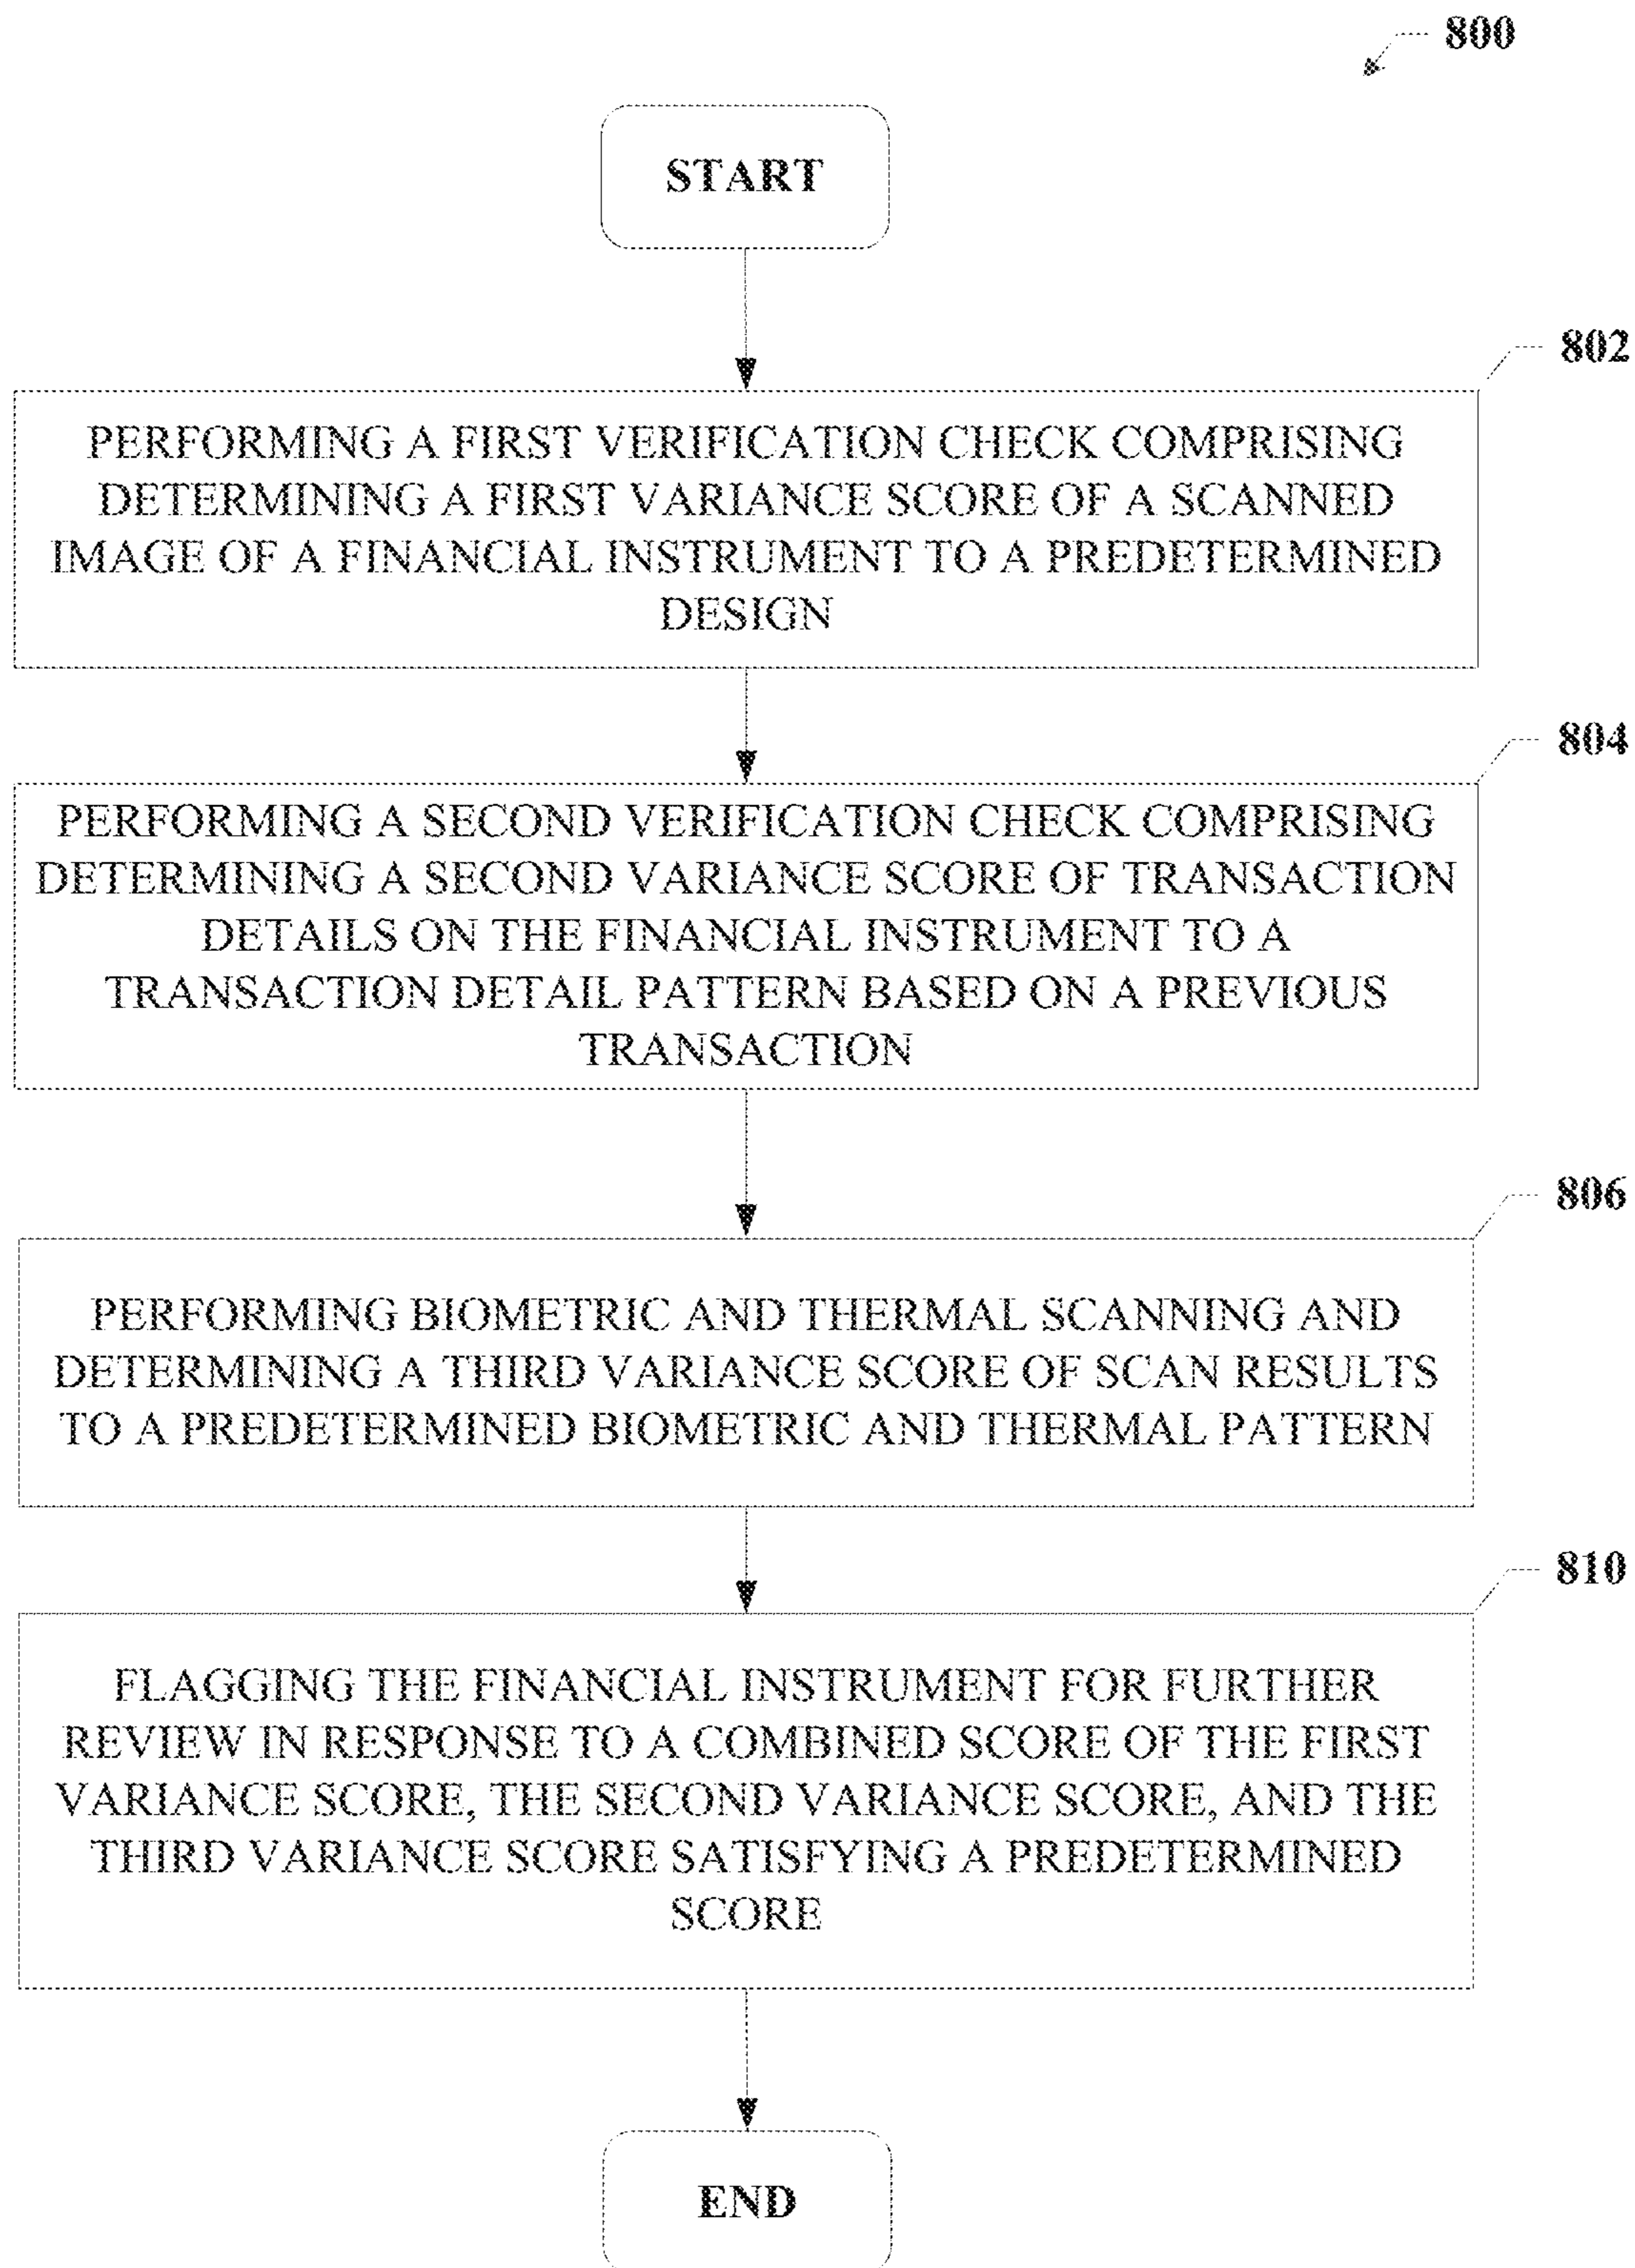 800
START
802
PERFORMING A FIRST VERIFICATION CHECK COMPRISING
DETERMINING A FIRST VARIANCE SCORE OF A SCANNED
IMAGE OF A FINANCIAL INSTRUMENT TO A PREDETERMINED
DESIGN
804
PERFORMING A SECOND VERIFICATION CHECK COMPRISING
DETERMINING A SECOND VARIANCE SCORE OF TRANSACTION
DETAILS ON THE FINANCIAL INSTRUMENT TO A
TRANSACTION DETAIL PATTERN BASED ON A PREVIOUS
TRANSACTION
806
PERFORMING BIOMETRIC AND THERMAL SCANNING AND
DETERMINING A THIRD VARIANCE SCORE OF SCAN RESULTS
TO A PREDETERMINED BIOMETRIC AND THERMAL PATTERN
810
FLAGGING THE FINANCIAL INSTRUMENT FOR FURTHER
REVIEW IN RESPONSE TO A COMBINED SCORE OF THE FIRST
VARIANCE SCORE, THE SECOND VARIANCE SCORE, AND THE
THIRD VARIANCE SCORE SATISFYING A PREDETERMINED
SCORE
END